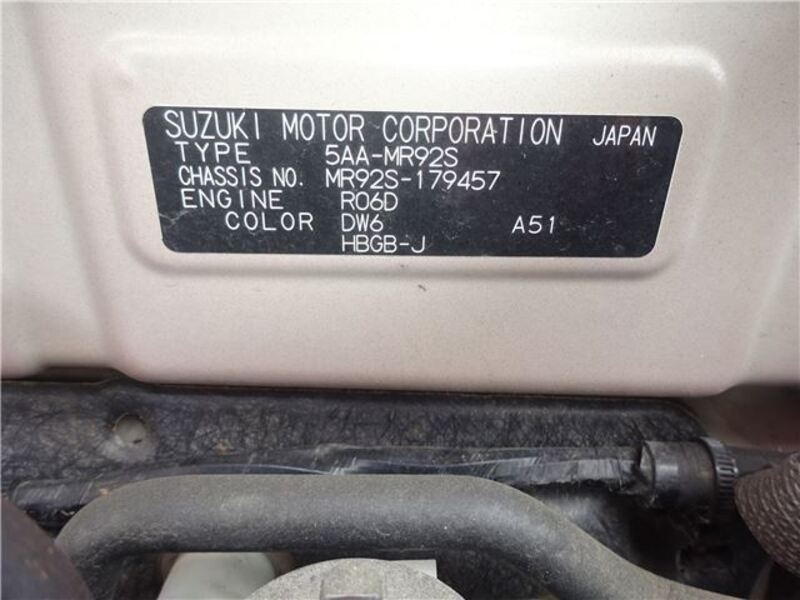 SUZUKI MOTOR CORPORATION JAPAN
TYPE 5AA-MR92S
CHASSIS NO. MR92S-179457
ENGINE R06D
COLOR DW6 A51
HBGB-J